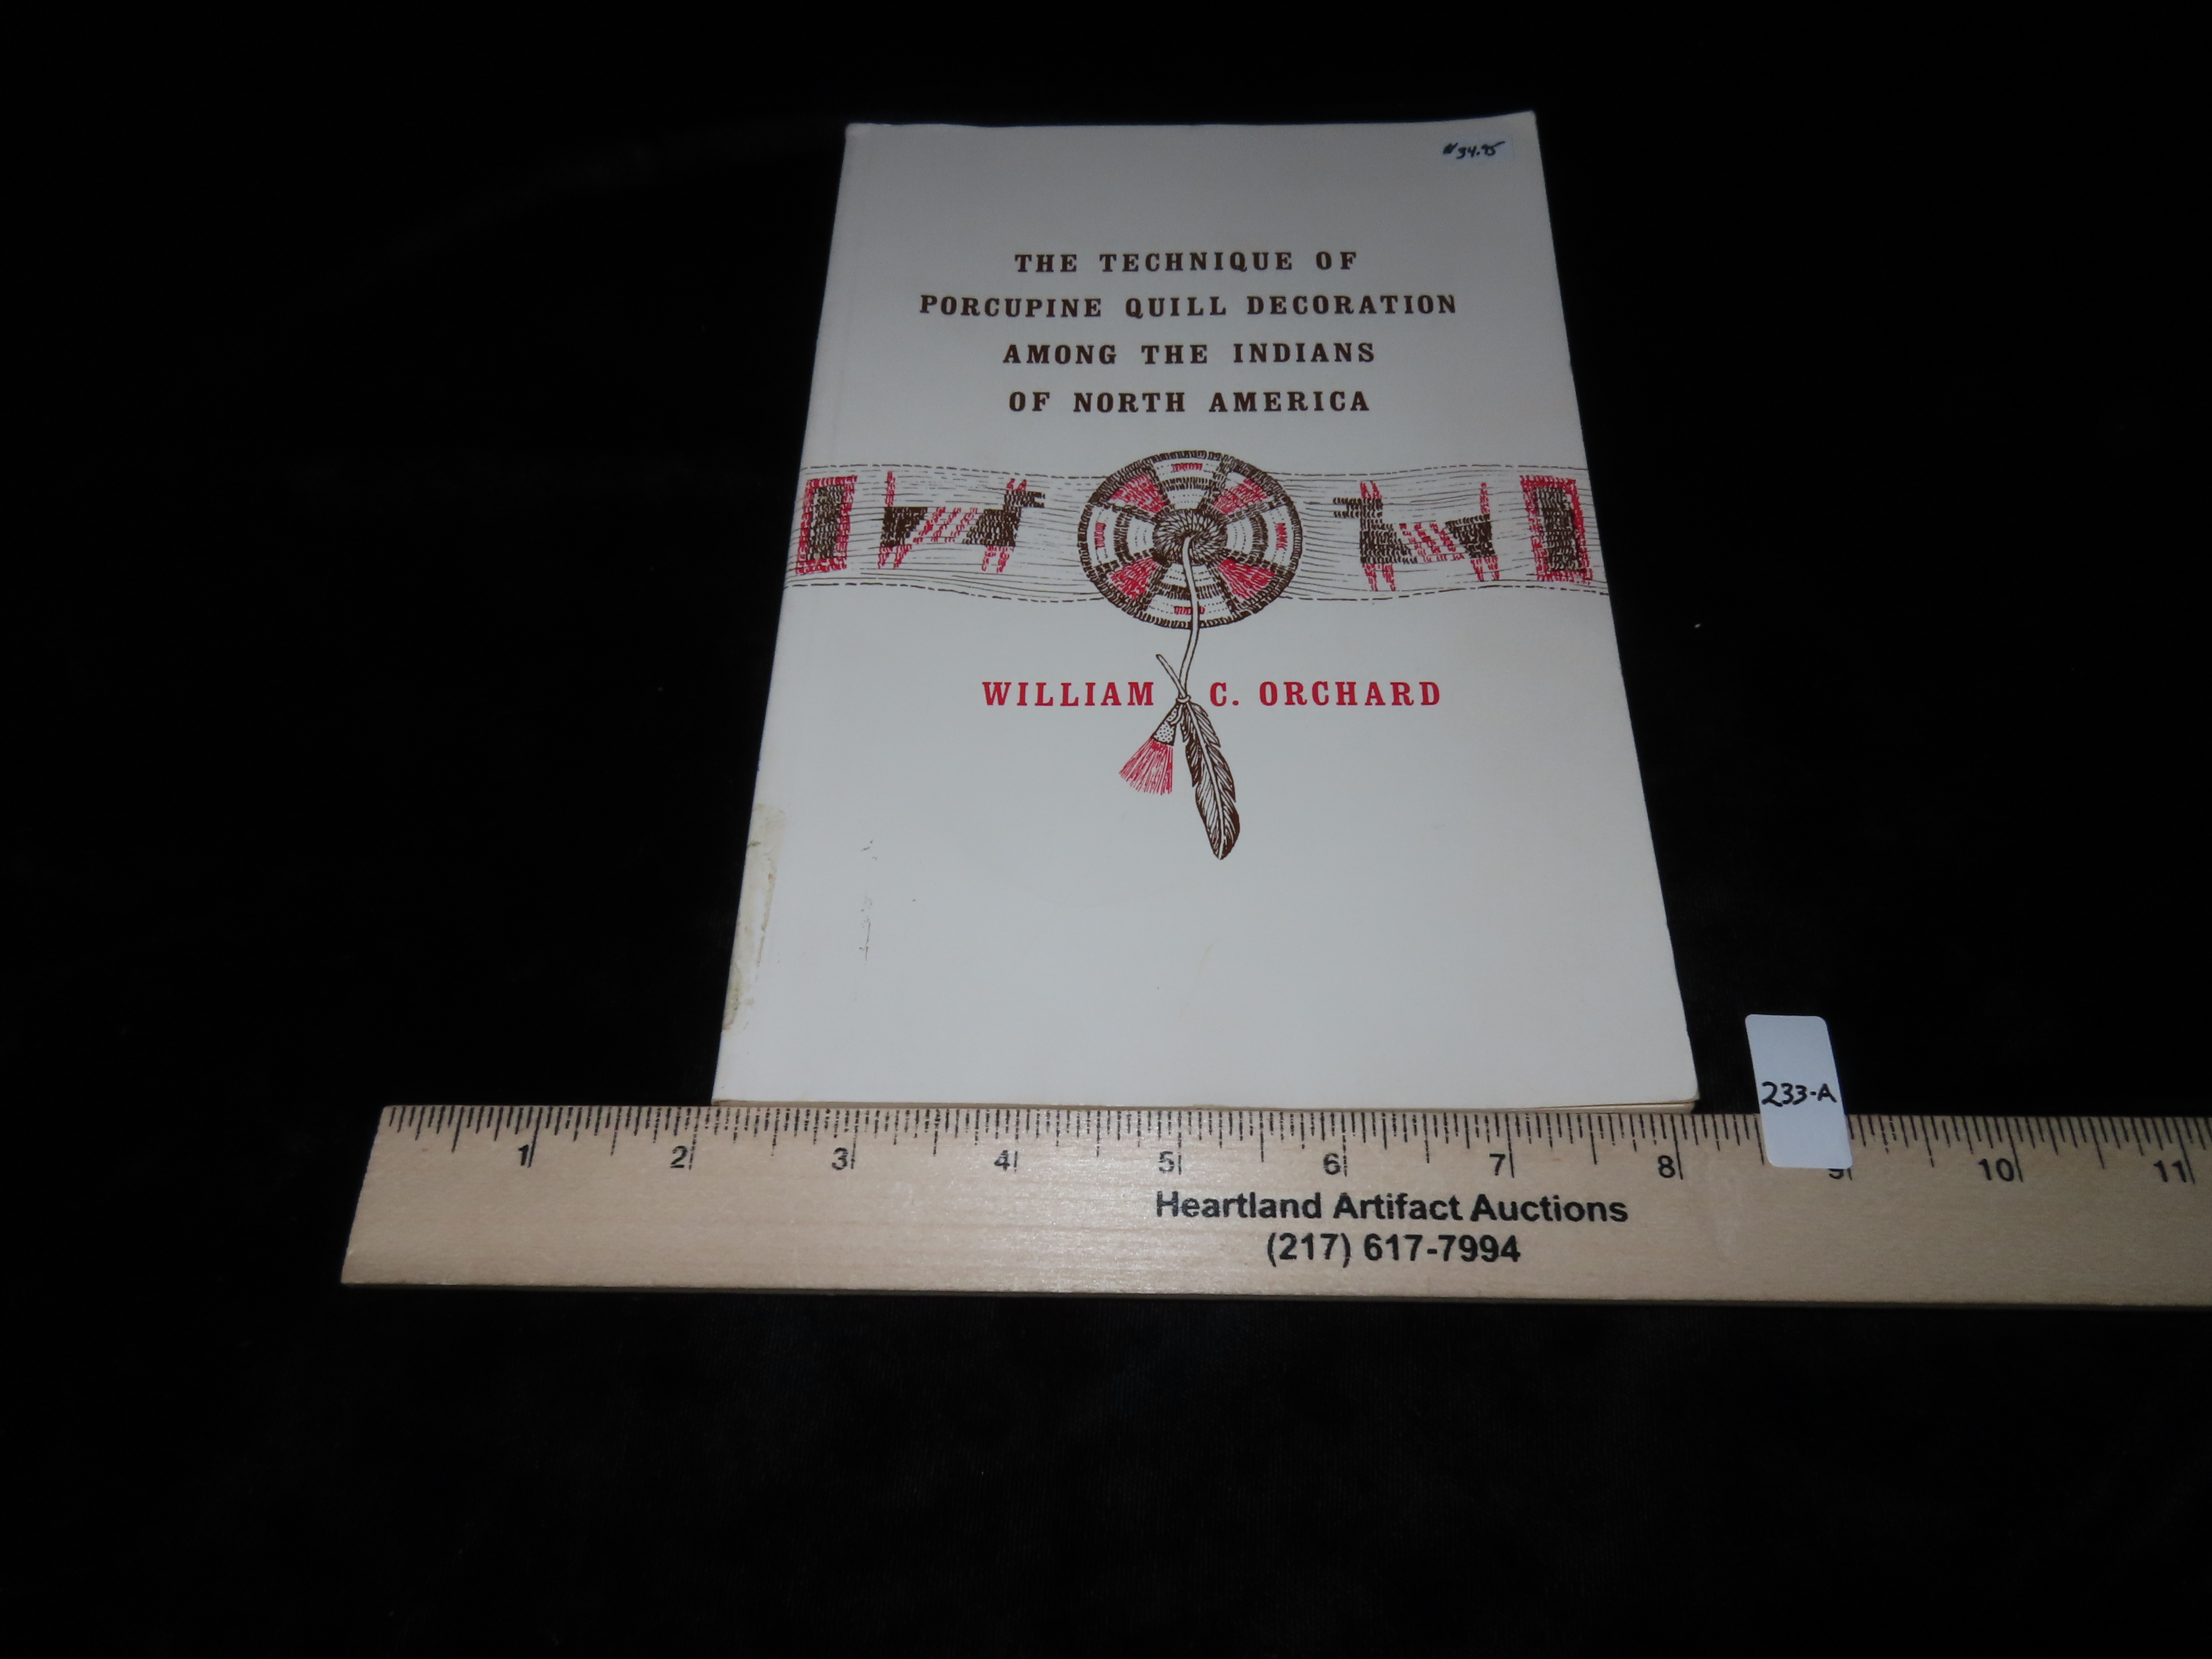 $34.95
THE TECHNIQUE OF
PORCUPINE QUILL DECORATION
AMONG THE INDIANS
OF NORTH AMERICA
WILLIAM C. ORCHARD
233-A
1 2 3 4 5 6 7 8 9 10 11
Heartland Artifact Auctions
(217) 617-7994